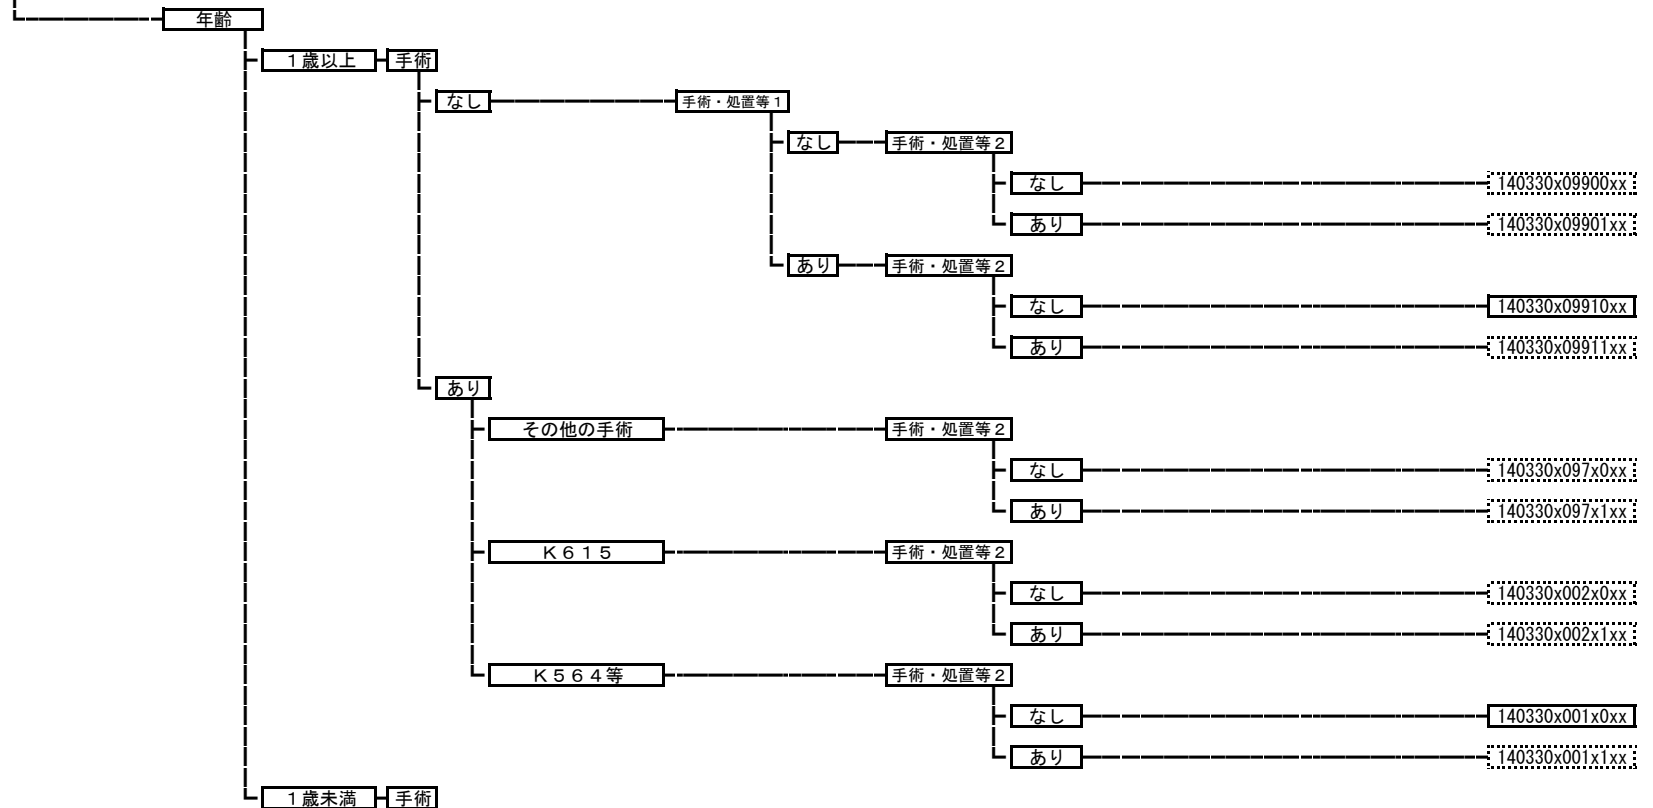 年齢
１歳以上 手術
なし 手術・処置等１
なし 手術・処置等２
なし 140330x09900xx
あり 140330x09901xx
あり 手術・処置等２
なし 140330x09910xx
あり 140330x09911xx
あり
その他の手術 手術・処置等２
なし 140330x097x0xx
あり 140330x097x1xx
Ｋ６１５ 手術・処置等２
なし 140330x002x0xx
あり 140330x002x1xx
Ｋ５６４等 手術・処置等２
なし 140330x001x0xx
あり 140330x001x1xx
１歳未満 手術